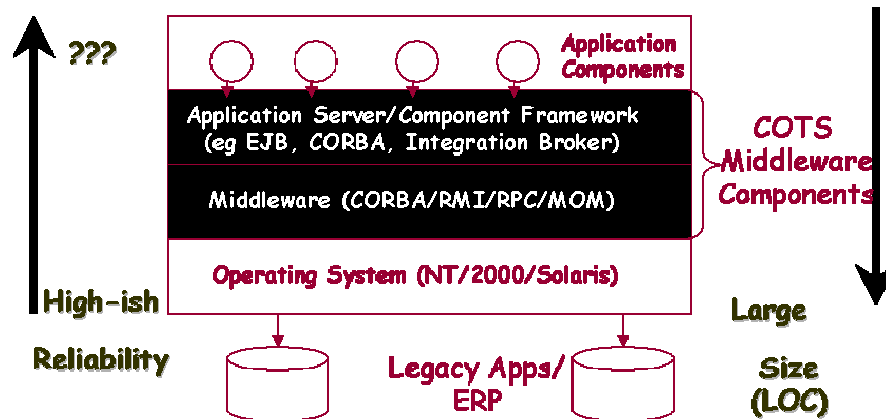 ???
Application
Components
Application Server/Component Framework
(eg EJB, CORBA, Integration Broker)
COTS
Middleware
Components
Middleware (CORBA/RMI/RPC/MOM)
Operating System (NT/2000/Solaris)
High-ish
Reliability
Large
Size
(LOC)
Legacy Apps/
ERP